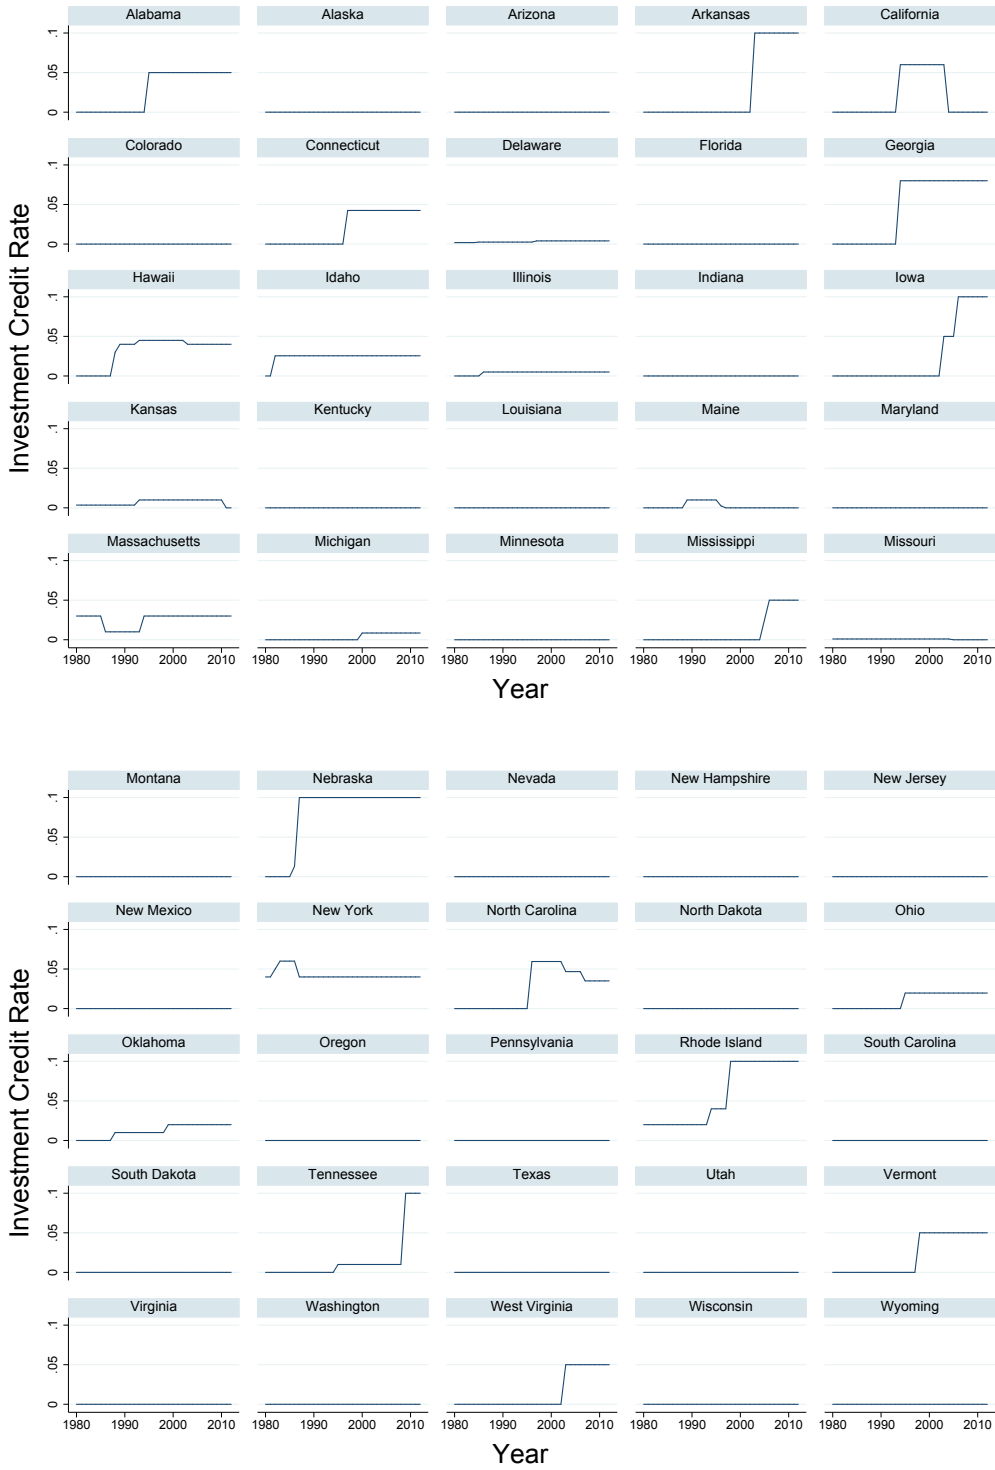 Alabama Alaska Arizona Arkansas California
.1
.05
0
Colorado Connecticut Delaware Florida Georgia
.1
.05
0
Hawaii Idaho Illinois Indiana Iowa
.1
.05
0
Kansas Kentucky Louisiana Maine Maryland
.1
.05
0
Massachusetts Michigan Minnesota Mississippi Missouri
.1
.05
0
1980 1990 2000 2010 1980 1990 2000 2010 1980 1990 2000 2010 1980 1990 2000 2010 1980 1990 2000 2010
Investment Credit Rate
Year
Montana Nebraska Nevada New Hampshire New Jersey
.1
.05
0
New Mexico New York North Carolina North Dakota Ohio
.1
.05
0
Oklahoma Oregon Pennsylvania Rhode Island South Carolina
.1
.05
0
South Dakota Tennessee Texas Utah Vermont
.1
.05
0
Virginia Washington West Virginia Wisconsin Wyoming
.1
.05
0
1980 1990 2000 2010 1980 1990 2000 2010 1980 1990 2000 2010 1980 1990 2000 2010 1980 1990 2000 2010
Investment Credit Rate
Year